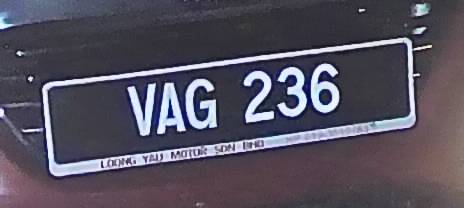 VAG 236
LOONG YAU MOTOR SDN BHD